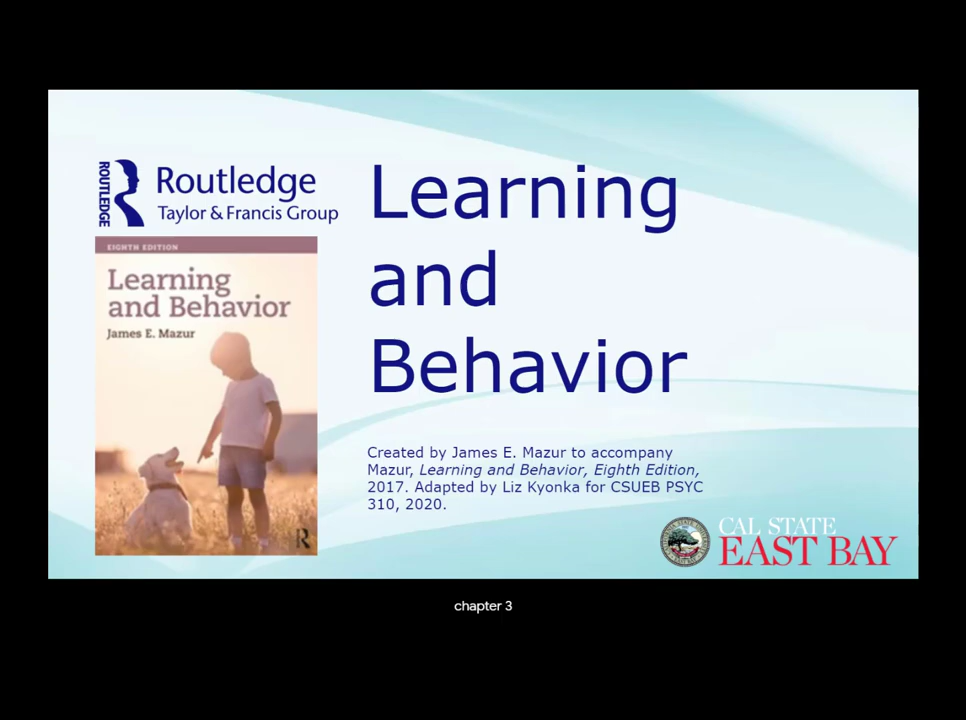 ROUTLEDGE
Routledge
Taylor & Francis Group
EIGHTH EDITION
Learning
and Behavior
James E. Mazur
R
Learning
and
Behavior
Created by James E. Mazur to accompany
Mazur, Learning and Behavior, Eighth Edition,
2017. Adapted by Liz Kyonka for CSUEB PSYC
310, 2020.
CAL STATE
EAST BAY
chapter 3